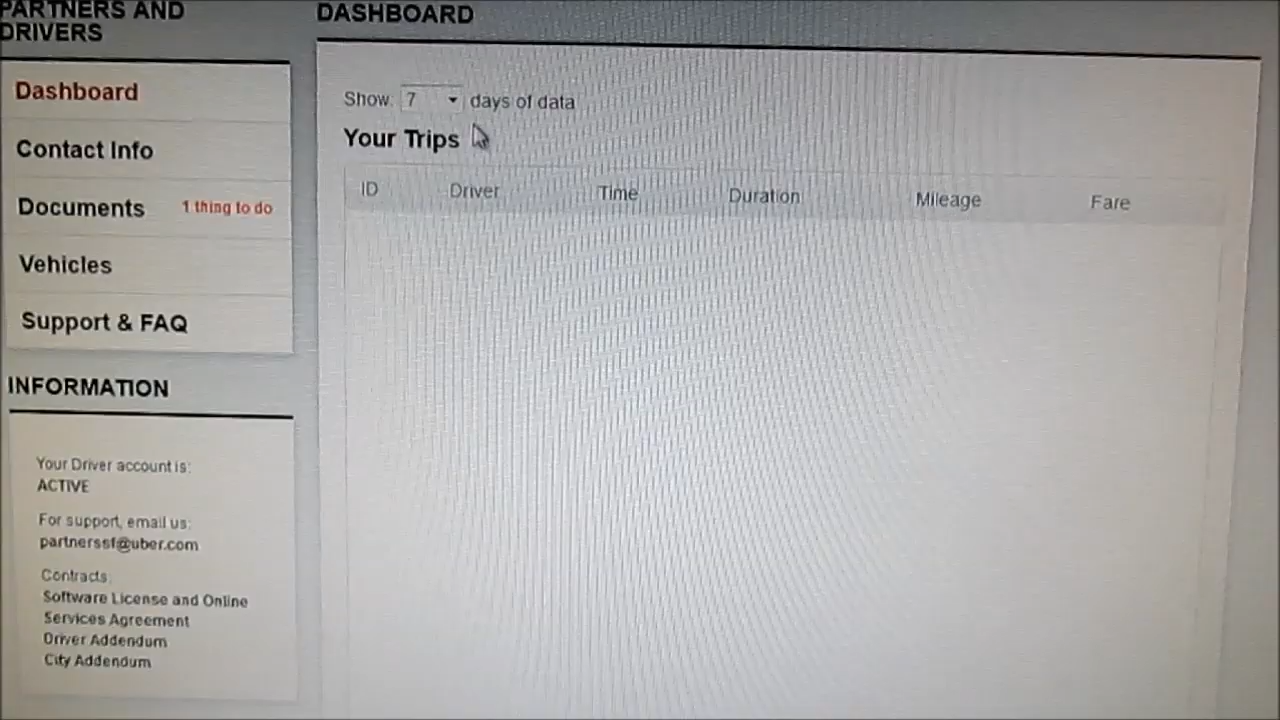 PARTNERS AND
DRIVERS
Dashboard
Contact Info
Documents 1 thing to do
Vehicles
Support & FAQ
INFORMATION
Your Driver account is:
ACTIVE
For support, email us:
partnerssf@uber.com
Contracts:
Software License and Online
Services Agreement
Driver Addendum
City Addendum
DASHBOARD
Show: 7 days of data
Your Trips
ID Driver Time Duration Mileage Fare